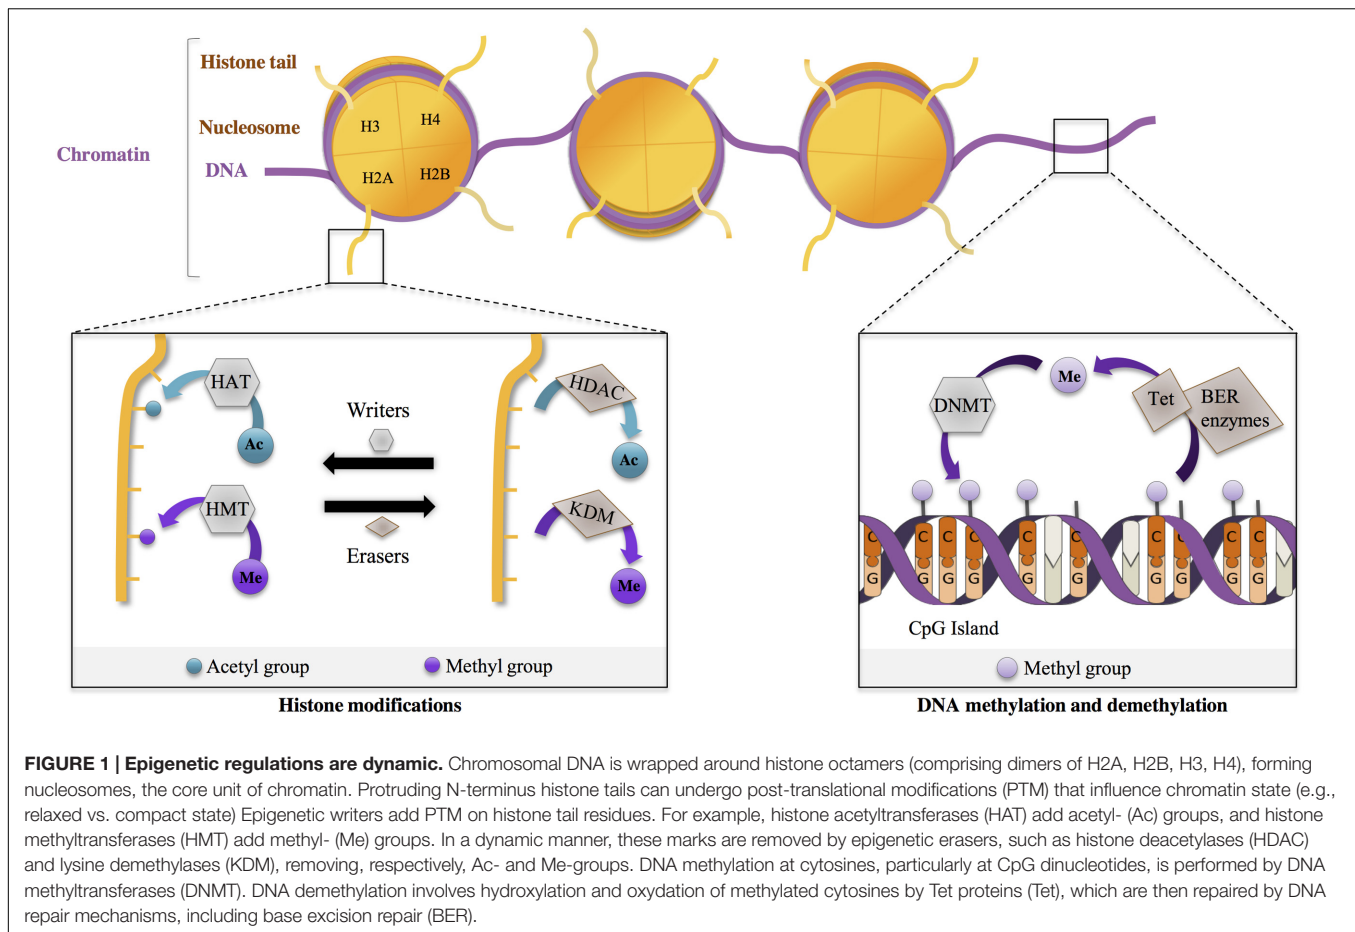 Histone tail
Nucleosome
Chromatin
DNA
H3
H4
H2A
H2B
HAT
Ac
HMT
Me
Writers
Erasers
HDAC
Ac
KDM
Me
Acetyl group
Methyl group
Histone modifications
Me
DNMT
Tet
BER
enzymes
C C C C C C C C C
G G G G G G G G G
CpG Island
Methyl group
DNA methylation and demethylation
FIGURE 1 | Epigenetic regulations are dynamic. Chromosomal DNA is wrapped around histone octamers (comprising dimers of H2A, H2B, H3, H4), forming
nucleosomes, the core unit of chromatin. Protruding N-terminus histone tails can undergo post-translational modifications (PTM) that influence chromatin state (e.g.,
relaxed vs. compact state) Epigenetic writers add PTM on histone tail residues. For example, histone acetyltransferases (HAT) add acetyl- (Ac) groups, and histone
methyltransferases (HMT) add methyl- (Me) groups. In a dynamic manner, these marks are removed by epigenetic erasers, such as histone deacetylases (HDAC)
and lysine demethylases (KDM), removing, respectively, Ac- and Me-groups. DNA methylation at cytosines, particularly at CpG dinucleotides, is performed by DNA
methyltransferases (DNMT). DNA demethylation involves hydroxylation and oxydation of methylated cytosines by Tet proteins (Tet), which are then repaired by DNA
repair mechanisms, including base excision repair (BER).